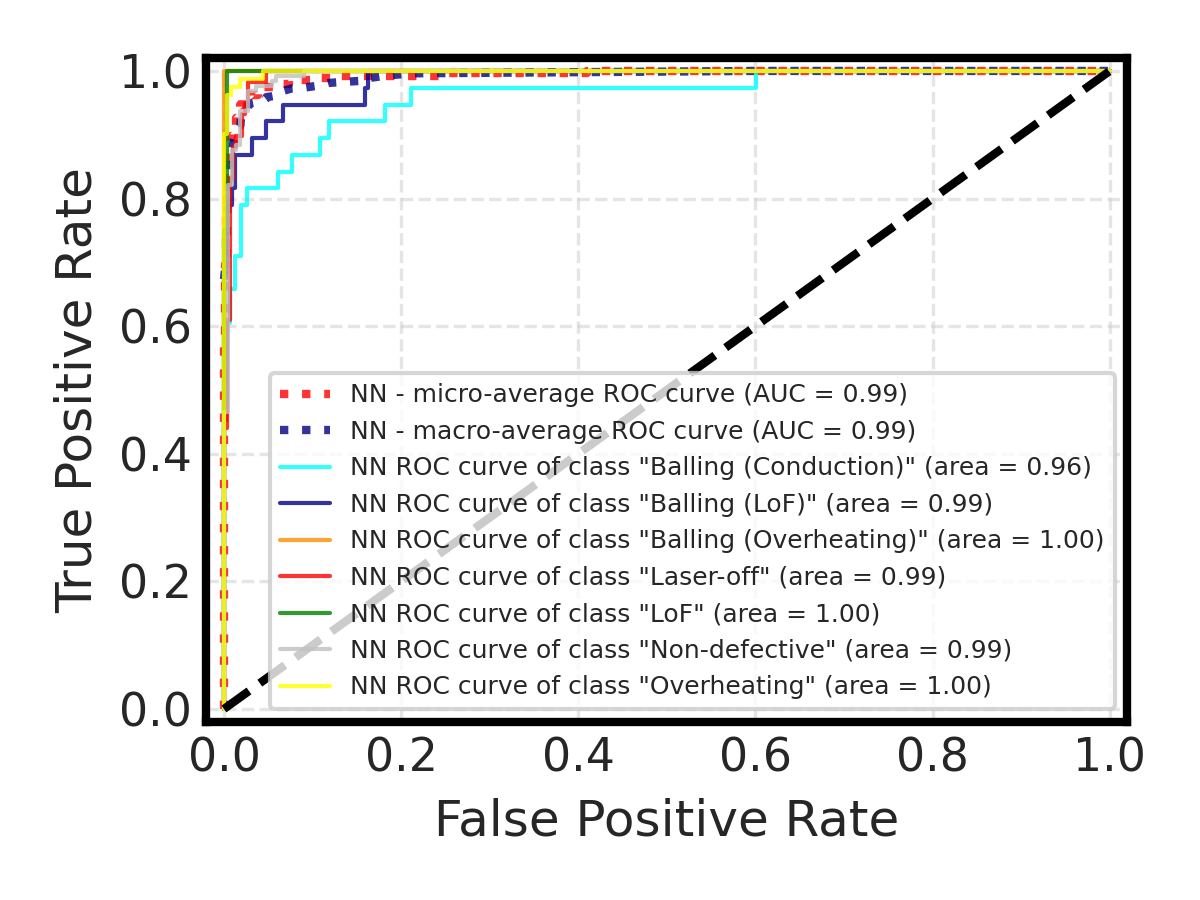 True Positive Rate
1.0
0.8
0.6
0.4
0.2
0.0
NN - micro-average ROC curve (AUC = 0.99)
NN - macro-average ROC curve (AUC = 0.99)
NN ROC curve of class "Balling (Conduction)" (area = 0.96)
NN ROC curve of class "Balling (LoF)" (area = 0.99)
NN ROC curve of class "Balling (Overheating)" (area = 1.00)
NN ROC curve of class "Laser-off" (area = 0.99)
NN ROC curve of class "LoF" (area = 1.00)
NN ROC curve of class "Non-defective" (area = 0.99)
NN ROC curve of class "Overheating" (area = 1.00)
0.0 0.2 0.4 0.6 0.8 1.0
False Positive Rate